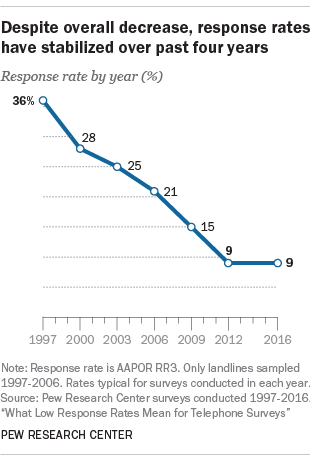 Despite overall decrease, response rates
have stabilized over past four years
Response rate by year (%)
36%
28
25
21
15
9
9
1997 2000 2003 2006 2009 2012 2016
Note: Response rate is AAPOR RR3. Only landlines sampled
1997-2006. Rates typical for surveys conducted in each year.
Source: Pew Research Center surveys conducted 1997-2016.
“What Low Response Rates Mean for Telephone Surveys”
PEW RESEARCH CENTER